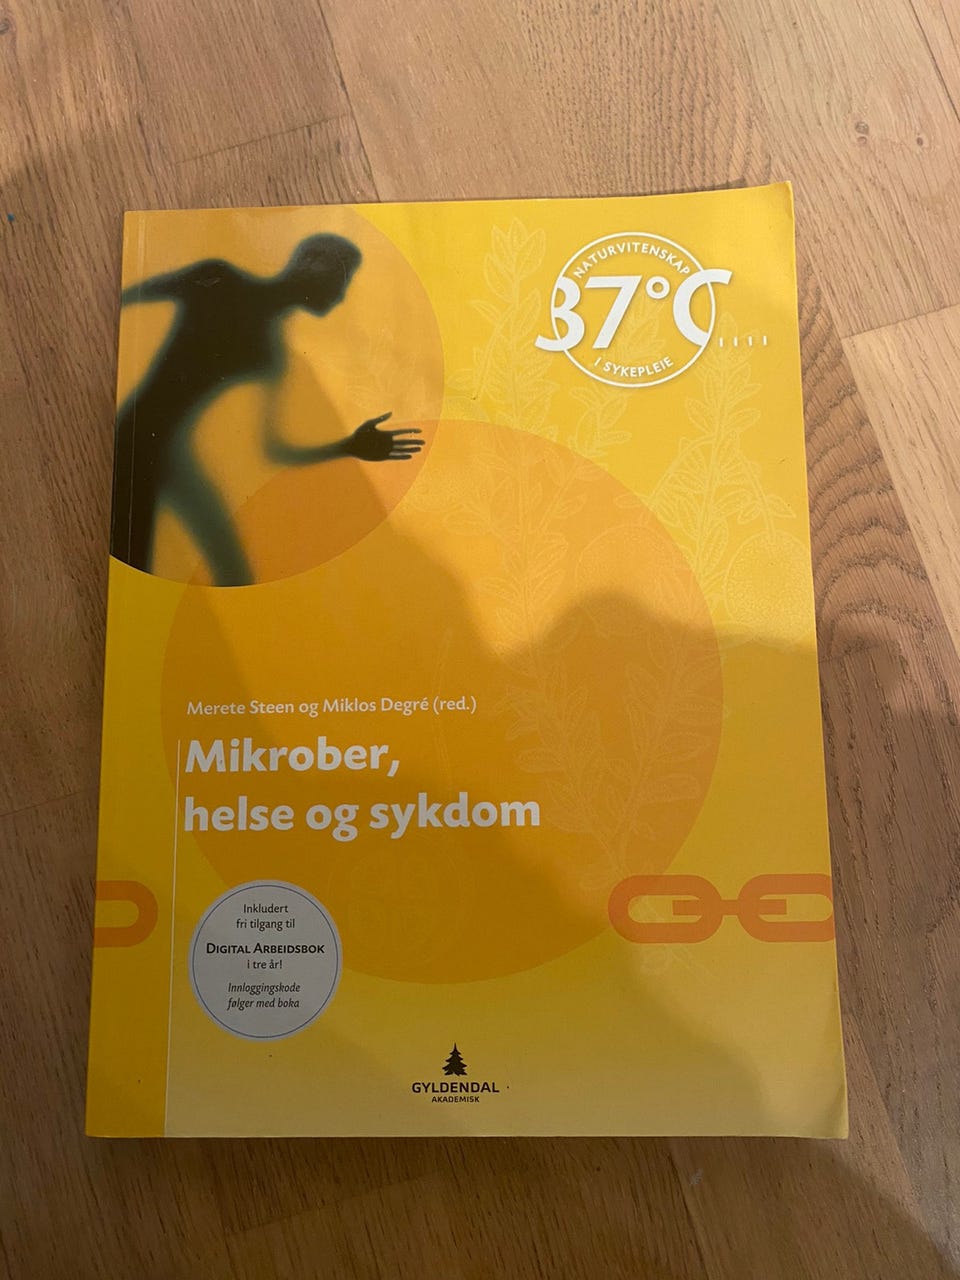 NATURVITENSKAP
37°C
I SYKEPLEIE
Merete Steen og Miklos Degré (red.)
Mikrober,
helse og sykdom
Inkludert
fri tilgang til
DIGITAL ARBEIDSBOK
i tre år!
Innloggingskode
følger med boka
GYLDENDAL
AKADEMISK